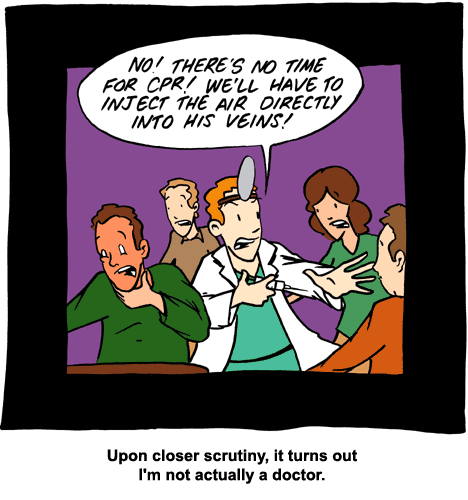 NO! THERE'S NO TIME
FOR CPR! WE'LL HAVE TO
INJECT THE AIR DIRECTLY
INTO HIS VEINS!
Upon closer scrutiny, it turns out
I'm not actually a doctor.